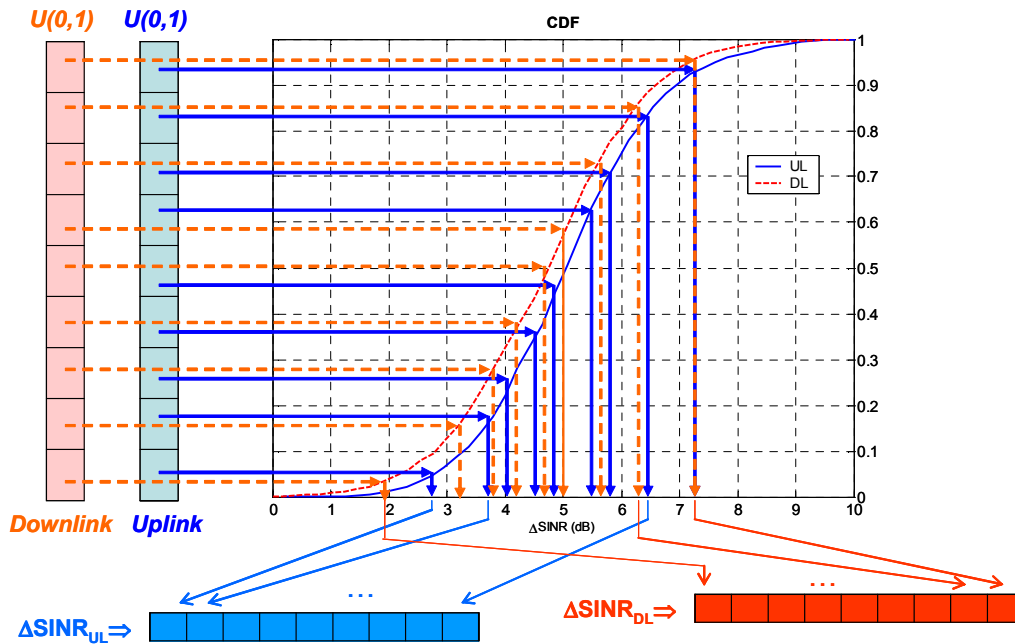 U(0,1) U(0,1)
CDF
1
0.9
0.8
0.7
0.6
0.5
0.4
0.3
0.2
0.1
0
UL
DL
0 1 2 3 4 5 6 7 8 9 10
ΔSINR (dB)
Downlink Uplink
...
...
ΔSINR_UL⇒
ΔSINR_DL⇒